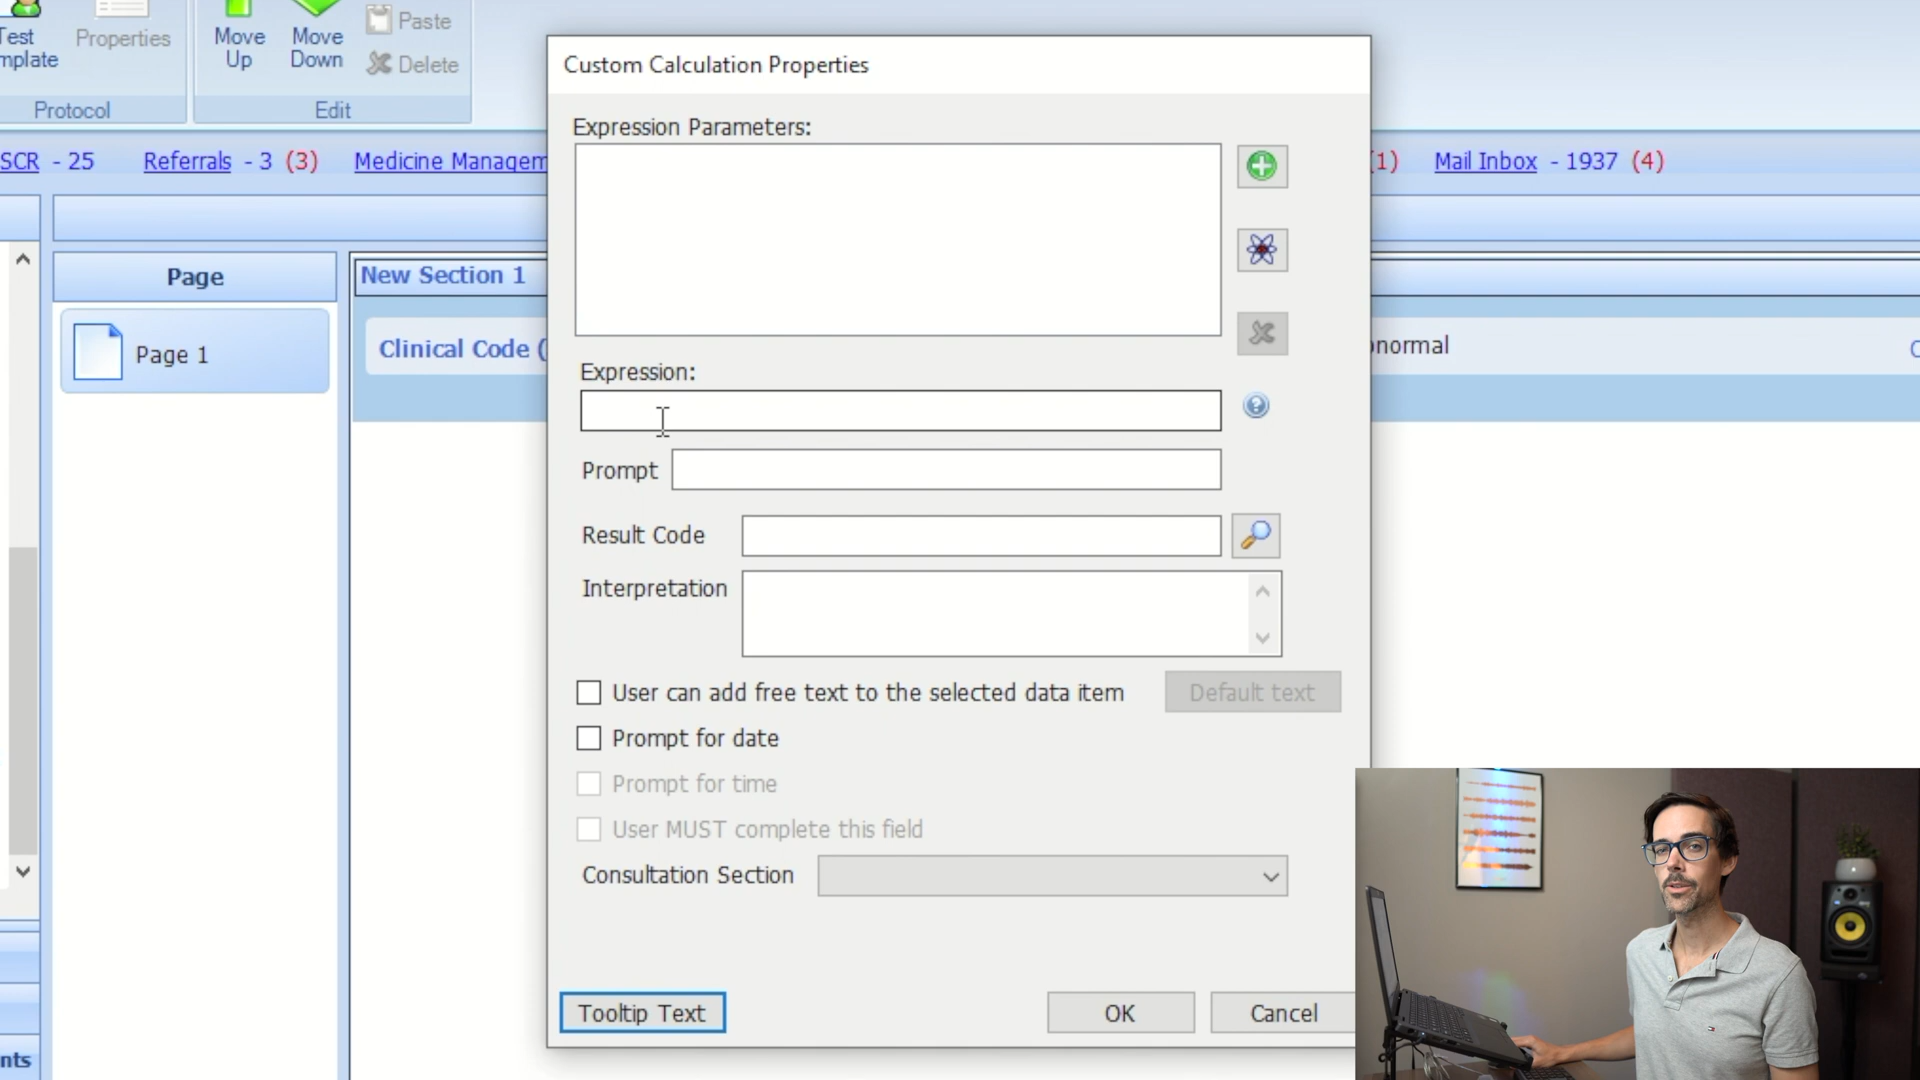 Test
mplate
Properties
Protocol
Move
Up
Move
Down
Paste
Delete
Edit
SCR - 25
Referrals - 3 (3)
Medicine Managem
(1)
Mail Inbox - 1937 (4)
Page
Page 1
New Section 1
Clinical Code (
normal
nts
Custom Calculation Properties
Expression Parameters:
Expression:
Prompt
Result Code
Interpretation
User can add free text to the selected data item
Default text
Prompt for date
Prompt for time
User MUST complete this field
Consultation Section
Tooltip Text
OK
Cancel